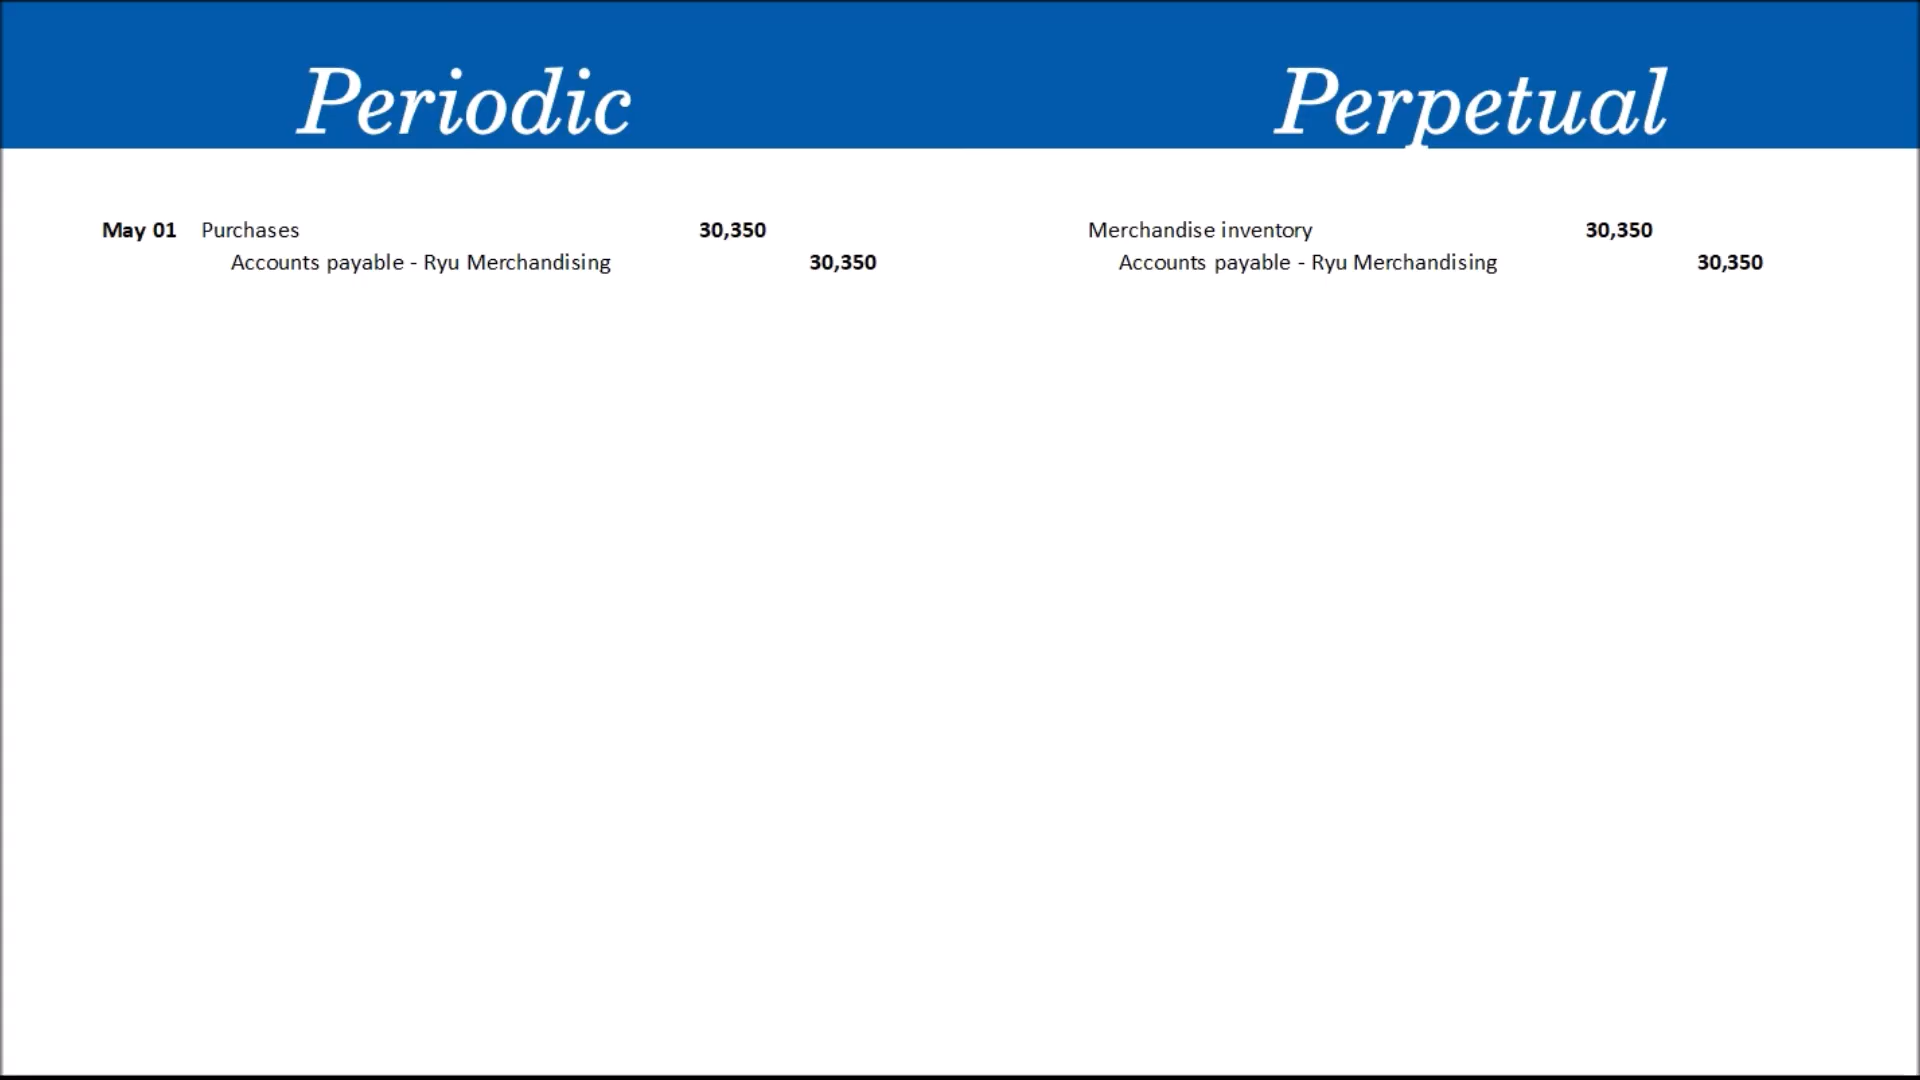 Periodic Perpetual
May 01 Purchases 30,350 Merchandise inventory 30,350
Accounts payable - Ryu Merchandising 30,350 Accounts payable - Ryu Merchandising 30,350